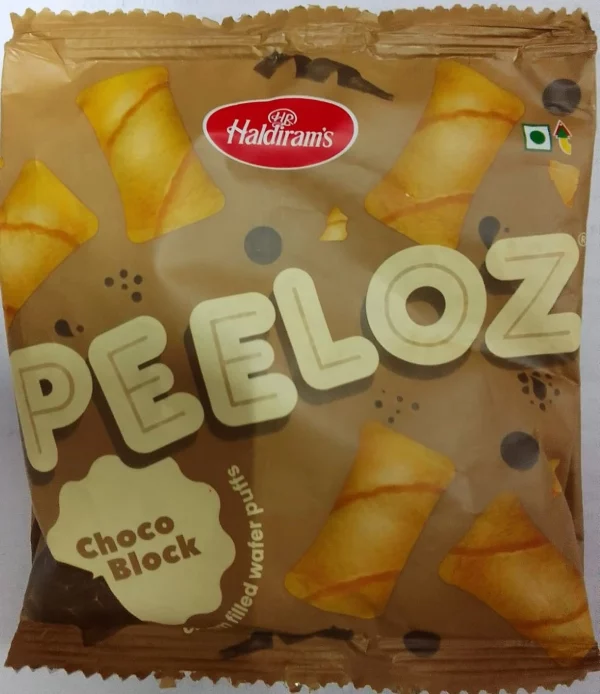 HR
Haldiram's
PEELOZ
®
Choco
Block
filled wafer puffs